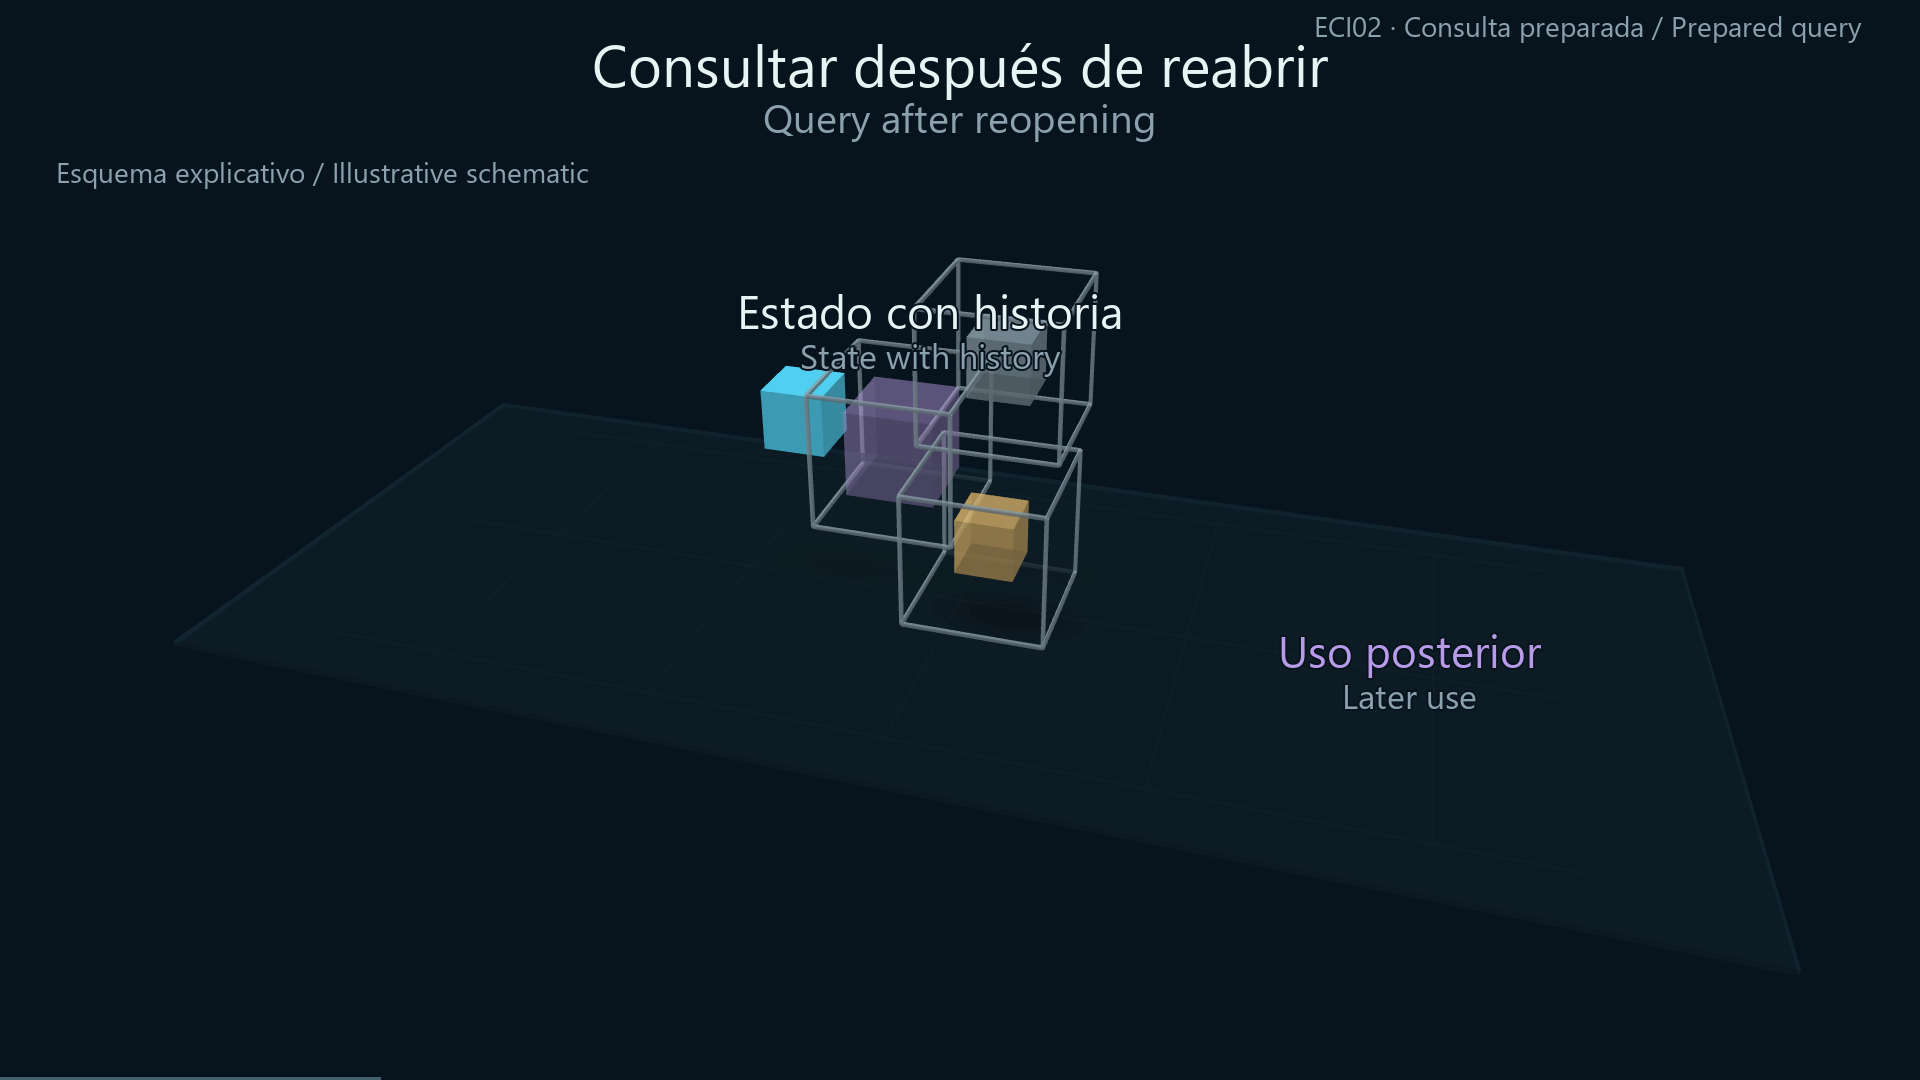 ECI02 · Consulta preparada / Prepared query
Consultar después de reabrir
Query after reopening
Esquema explicativo / Illustrative schematic
Estado con historia
State with history
Uso posterior
Later use